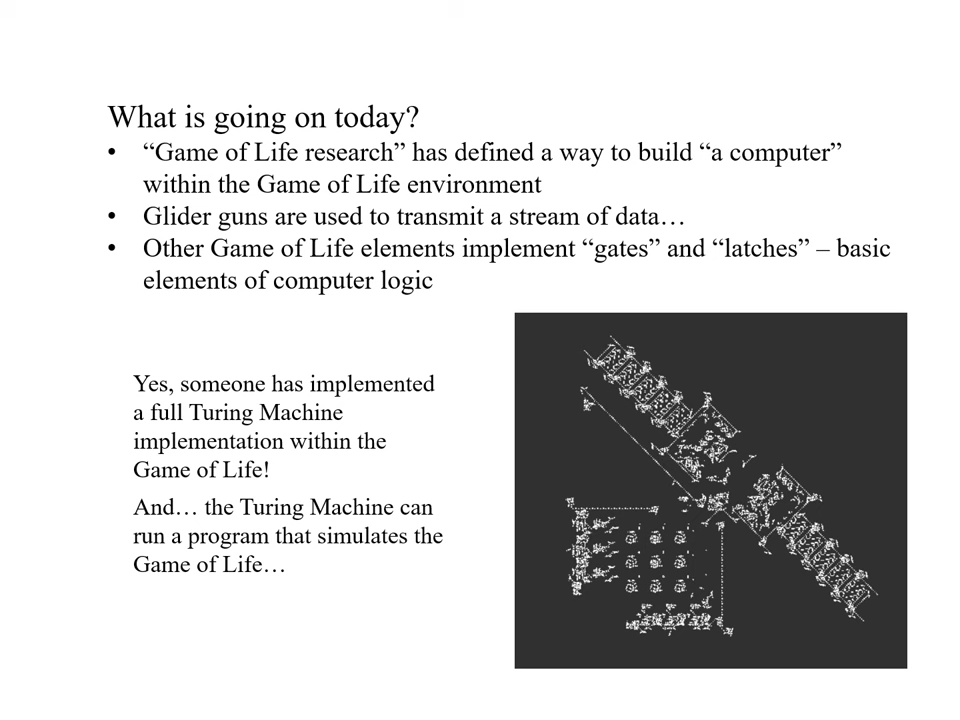 What is going on today?
• “Game of Life research” has defined a way to build “a computer”
within the Game of Life environment
• Glider guns are used to transmit a stream of data…
• Other Game of Life elements implement “gates” and “latches” – basic
elements of computer logic
Yes, someone has implemented
a full Turing Machine
implementation within the
Game of Life!
And… the Turing Machine can
run a program that simulates the
Game of Life…